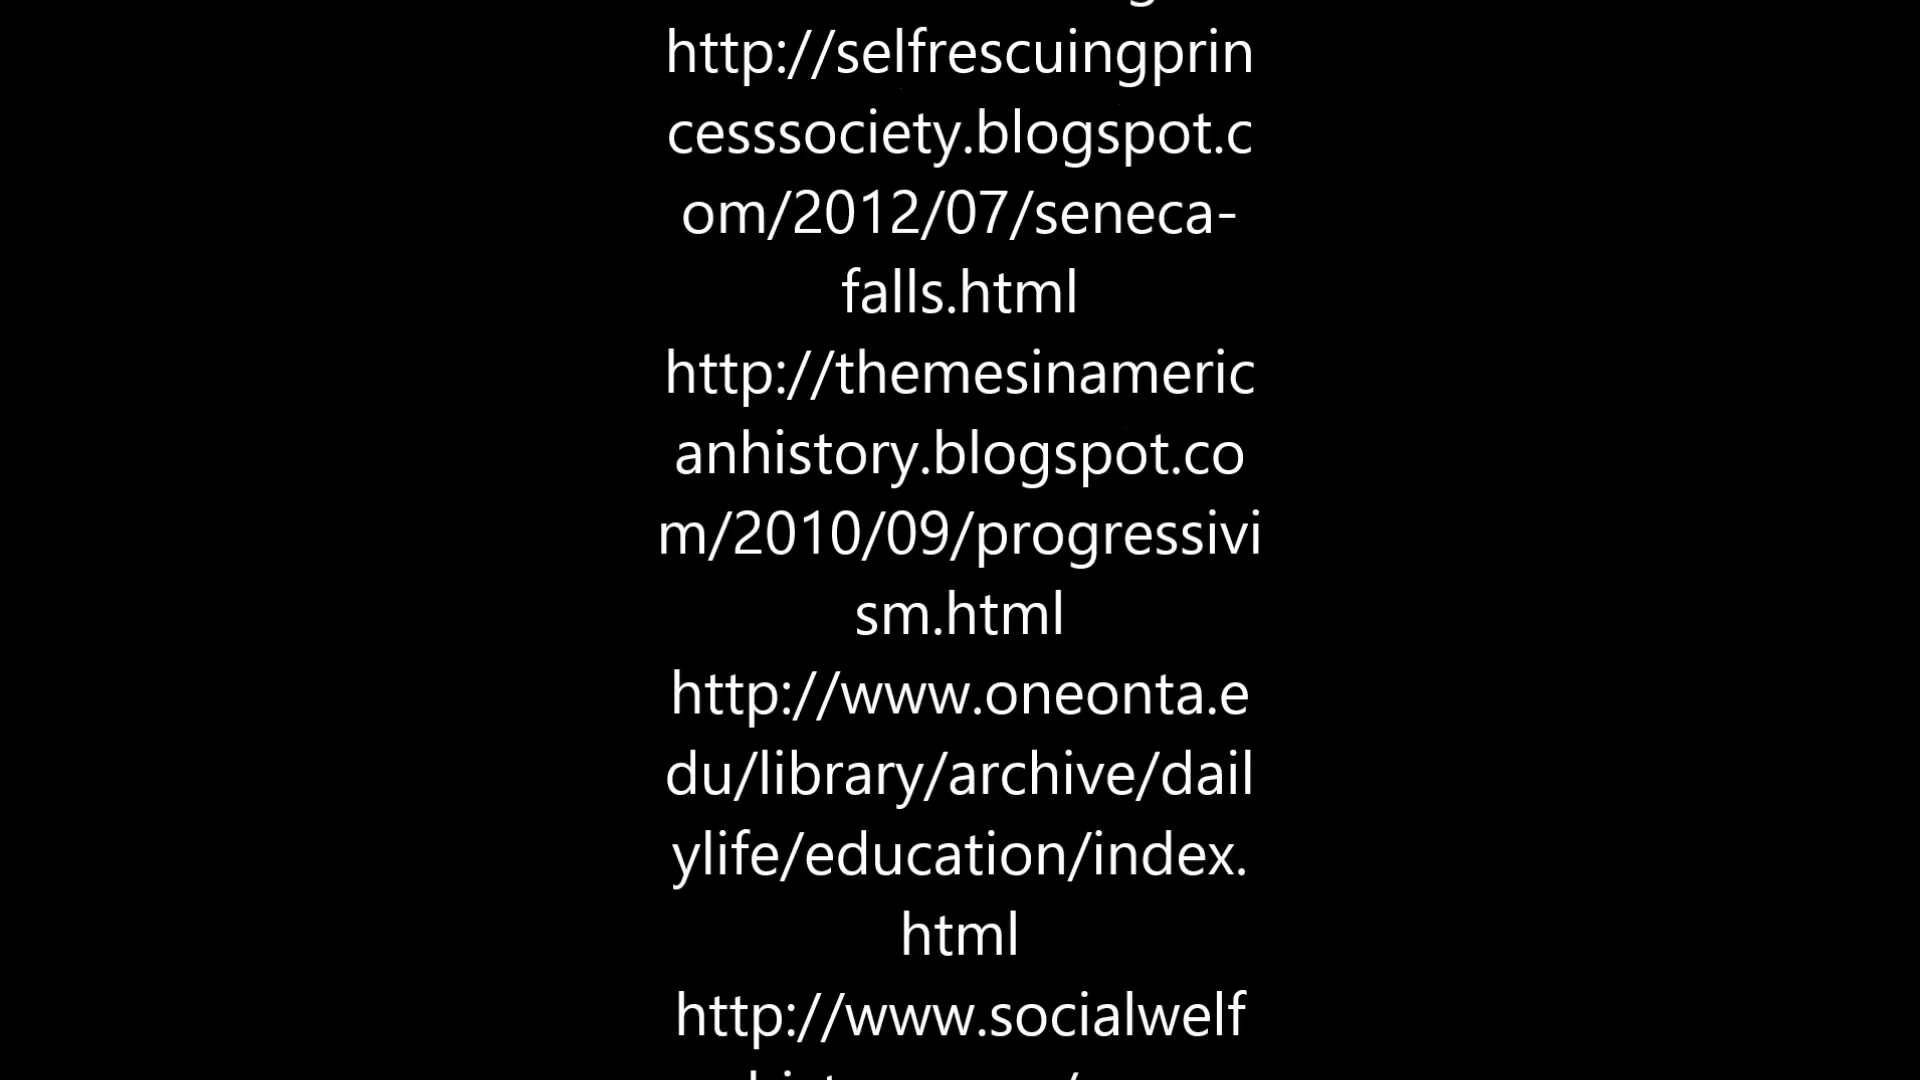 http://selfrescuingprin
cesssociety.blogspot.c
om/2012/07/seneca-
falls.html
http://themesinameric
anhistory.blogspot.co
m/2010/09/progressivi
sm.html
http://www.oneonta.e
du/library/archive/dail
ylife/education/index.
html
http://www.socialwelf